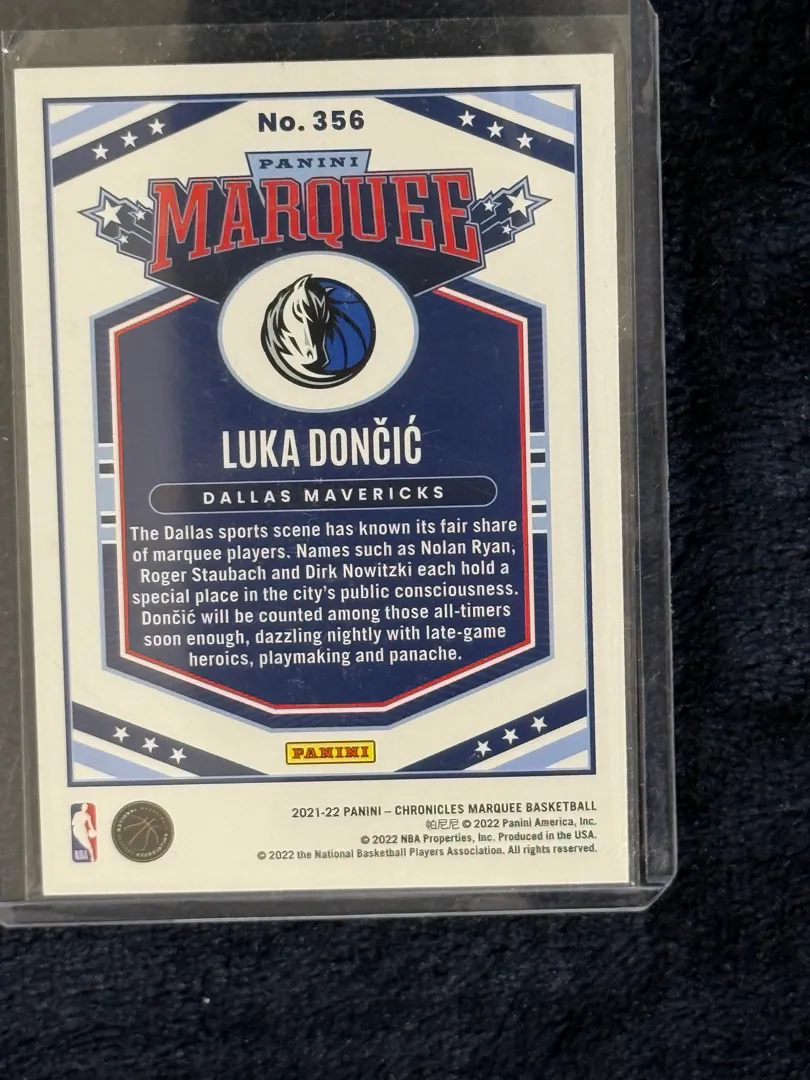 No. 356
PANINI
MARQUEE
LUKA DONČIĆ
DALLAS MAVERICKS
The Dallas sports scene has known its fair share
of marquee players. Names such as Nolan Ryan,
Roger Staubach and Dirk Nowitzki each hold a
special place in the city's public consciousness.
Dončić will be counted among those all-timers
soon enough, dazzling nightly with late-game
heroics, playmaking and panache.
PANINI
2021-22 PANINI – CHRONICLES MARQUEE BASKETBALL
帕尼尼 © 2022 Panini America, Inc.
© 2022 NBA Properties, Inc. Produced in the USA.
© 2022 the National Basketball Players Association. All rights reserved.
NBA